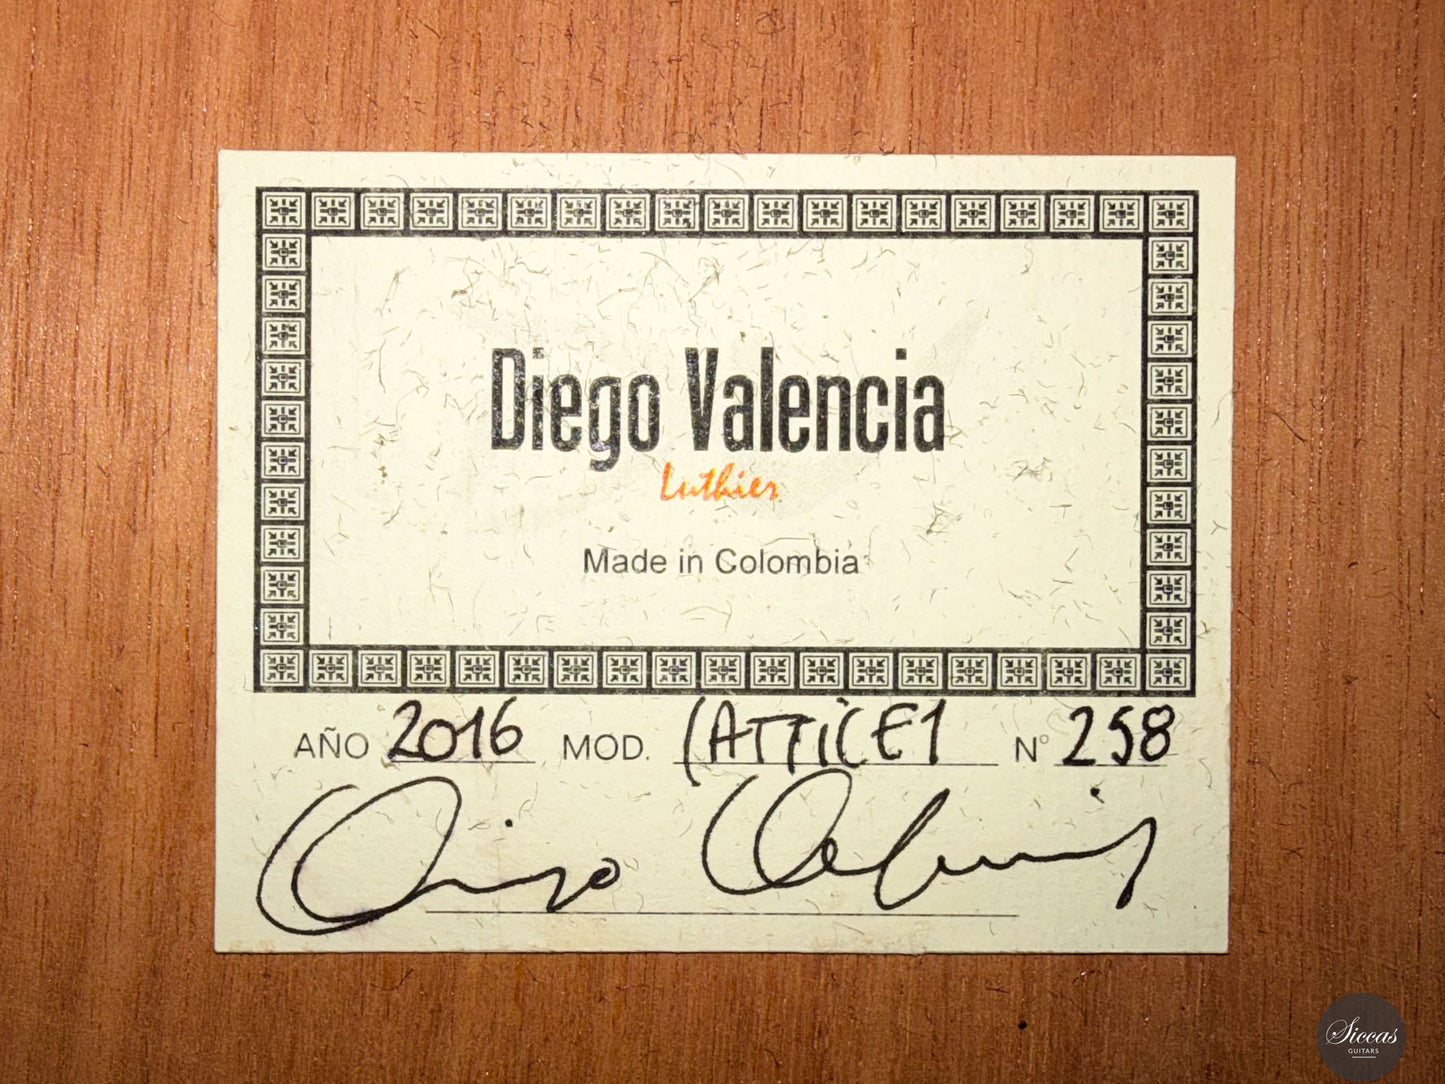 Diego Valencia
Luthier
Made in Colombia
AÑO 2016 MOD. LATTICE1 Nº 258
Siccas
GUITARS